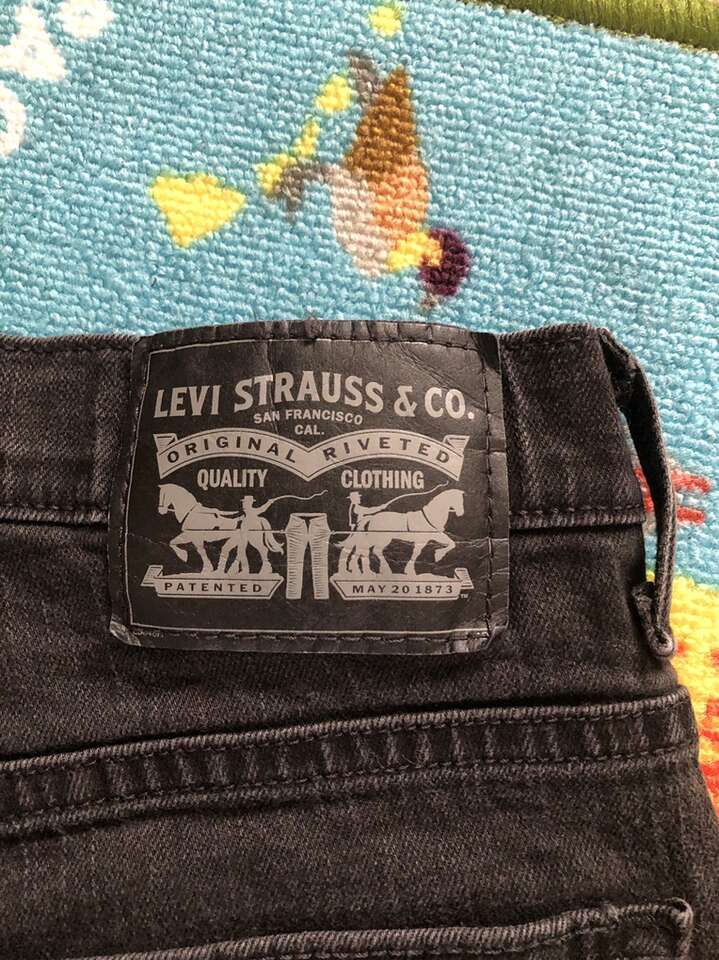 LEVI STRAUSS & CO.
SAN FRANCISCO
CAL.
ORIGINAL RIVETED
QUALITY CLOTHING
PATENTED MAY 20 1873